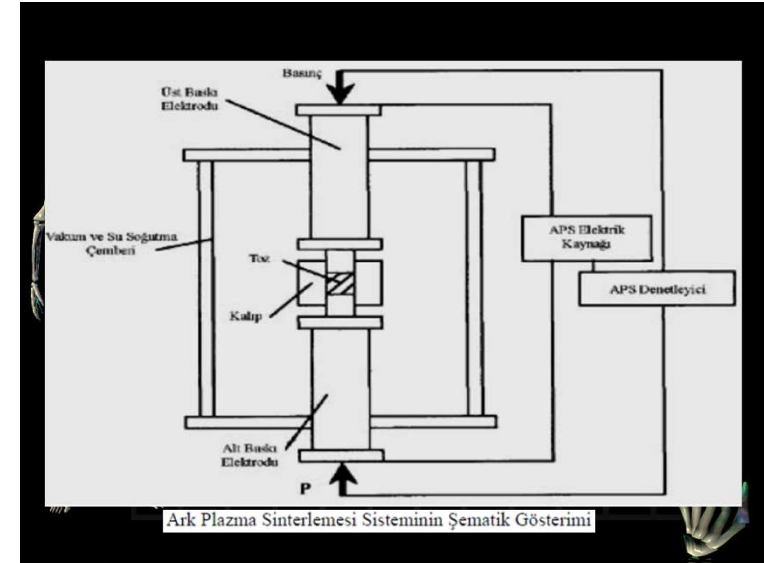 Basınç
Üst Baskı
Elektrodu
Vakum ve Su Soğutma
Çemberi
APS Elektrik
Kaynağı
Toz
APS Denetleyici
Kalıp
Alt Baskı
Elektrodu
P
Ark Plazma Sinterlemesi Sisteminin Şematik Gösterimi